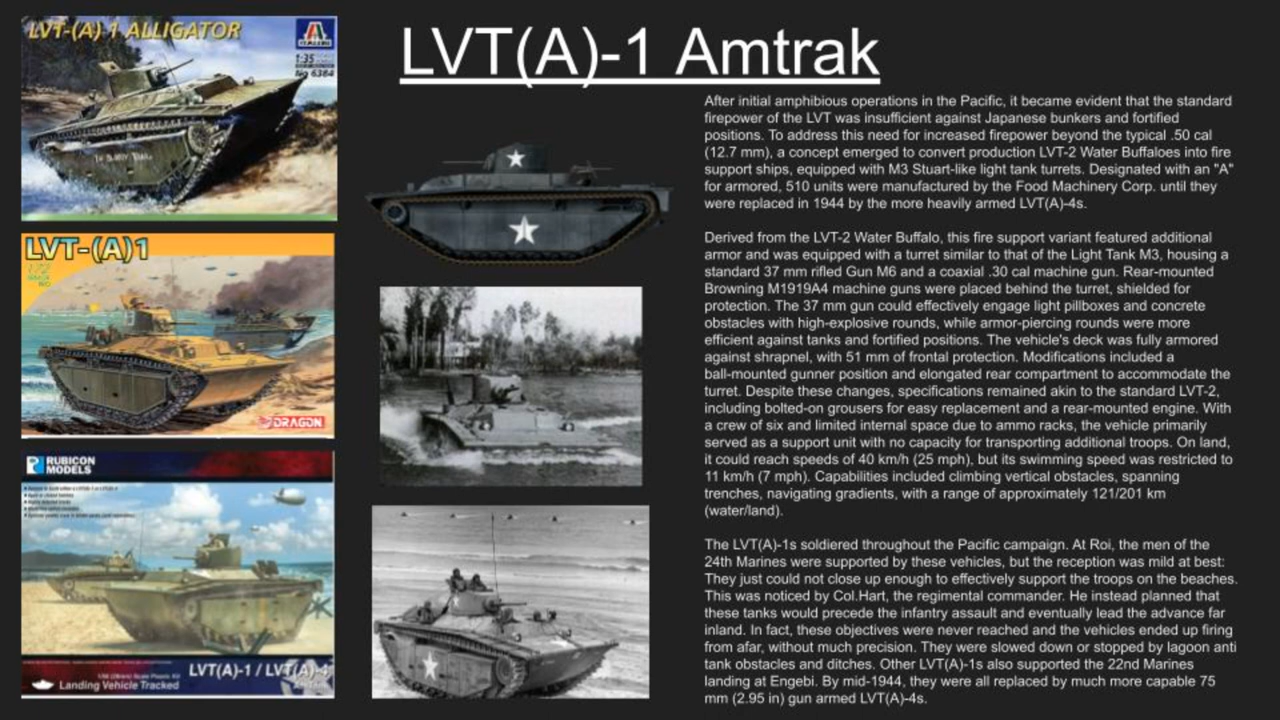 LVT-(A) 1 ALLIGATOR
ITALERI
1:35
No 6384
LVT-(A)1
1/72
DRAGON
RUBICON
MODELS
LVT(A)-1 / LVT(A)-4
Landing Vehicle Tracked
LVT(A)-1 Amtrak
After initial amphibious operations in the Pacific, it became evident that the standard
firepower of the LVT was insufficient against Japanese bunkers and fortified
positions. To address this need for increased firepower beyond the typical .50 cal
(12.7 mm), a concept emerged to convert production LVT-2 Water Buffaloes into fire
support ships, equipped with M3 Stuart-like light tank turrets. Designated with an "A"
for armored, 510 units were manufactured by the Food Machinery Corp. until they
were replaced in 1944 by the more heavily armed LVT(A)-4s.
Derived from the LVT-2 Water Buffalo, this fire support variant featured additional
armor and was equipped with a turret similar to that of the Light Tank M3, housing a
standard 37 mm rifled Gun M6 and a coaxial .30 cal machine gun. Rear-mounted
Browning M1919A4 machine guns were placed behind the turret, shielded for
protection. The 37 mm gun could effectively engage light pillboxes and concrete
obstacles with high-explosive rounds, while armor-piercing rounds were more
efficient against tanks and fortified positions. The vehicle's deck was fully armored
against shrapnel, with 51 mm of frontal protection. Modifications included a
ball-mounted gunner position and elongated rear compartment to accommodate the
turret. Despite these changes, specifications remained akin to the standard LVT-2,
including bolted-on grousers for easy replacement and a rear-mounted engine. With
a crew of six and limited internal space due to ammo racks, the vehicle primarily
served as a support unit with no capacity for transporting additional troops. On land,
it could reach speeds of 40 km/h (25 mph), but its swimming speed was restricted to
11 km/h (7 mph). Capabilities included climbing vertical obstacles, spanning
trenches, navigating gradients, with a range of approximately 121/201 km
(water/land).
The LVT(A)-1s soldiered throughout the Pacific campaign. At Roi, the men of the
24th Marines were supported by these vehicles, but the reception was mild at best:
They just could not close up enough to effectively support the troops on the beaches.
This was noticed by Col.Hart, the regimental commander. He instead planned that
these tanks would precede the infantry assault and eventually lead the advance far
inland. In fact, these objectives were never reached and the vehicles ended up firing
from afar, without much precision. They were slowed down or stopped by lagoon anti
tank obstacles and ditches. Other LVT(A)-1s also supported the 22nd Marines
landing at Engebi. By mid-1944, they were all replaced by much more capable 75
mm (2.95 in) gun armed LVT(A)-4s.